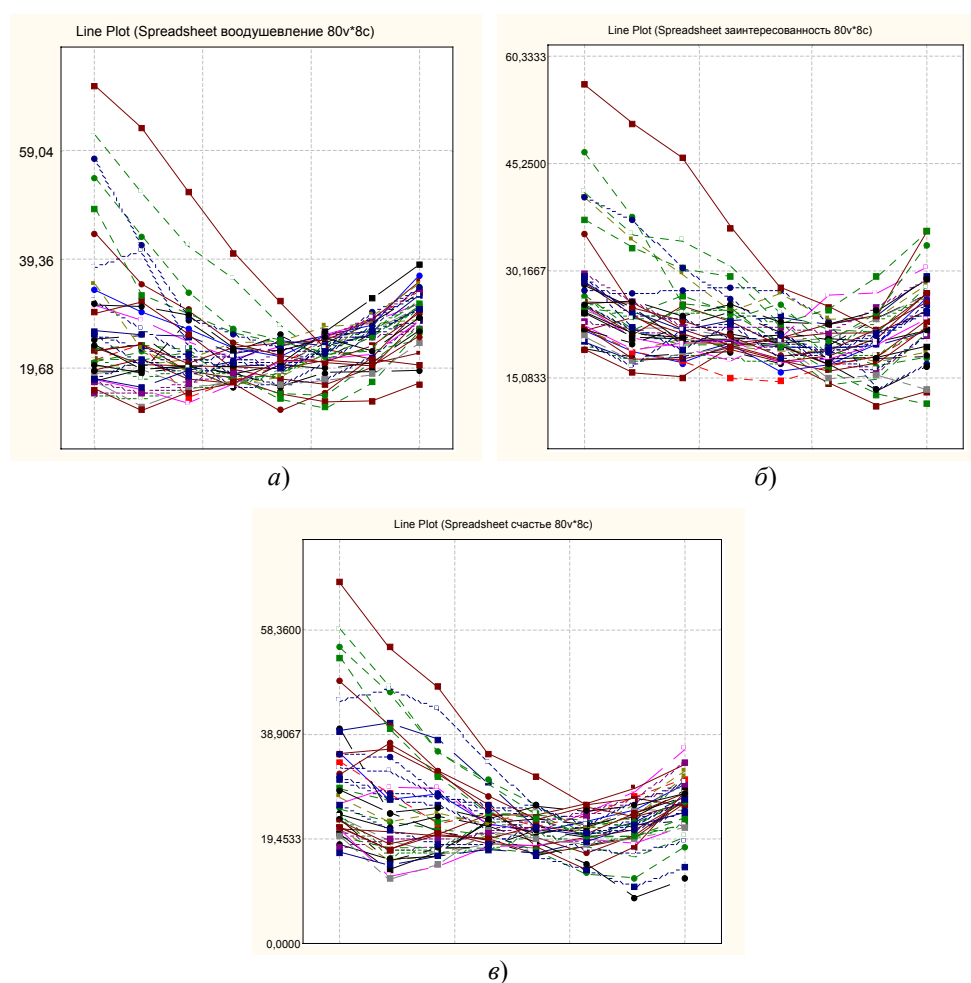 Line Plot (Spreadsheet воодушевление 80v*8c)
59,04
39,36
19,68
а)
Line Plot (Spreadsheet заинтересованность 80v*8c)
60,3333
45,2500
30,1667
15,0833
б)
Line Plot (Spreadsheet счастье 80v*8c)
58,3600
38,9067
19,4533
0,0000
в)